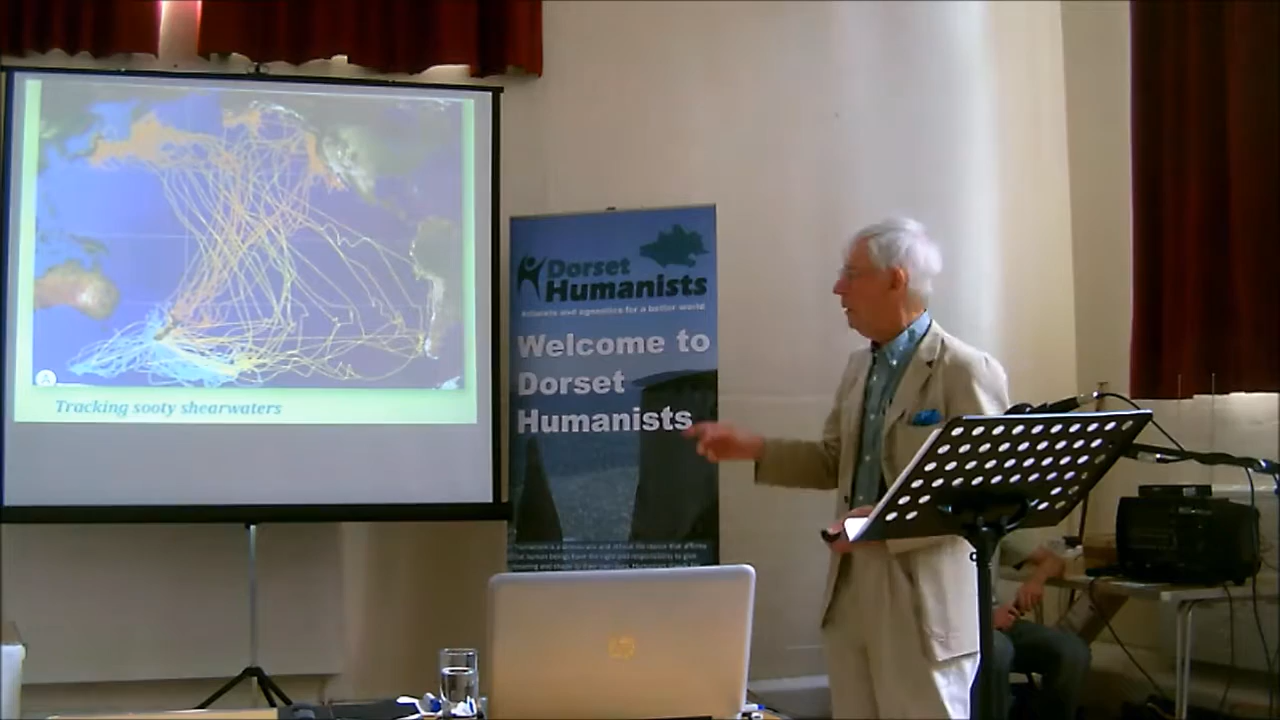 A
Tracking sooty shearwaters
Dorset
Humanists
Atheists and agnostics for a better world
Welcome to
Dorset
Humanists
hp